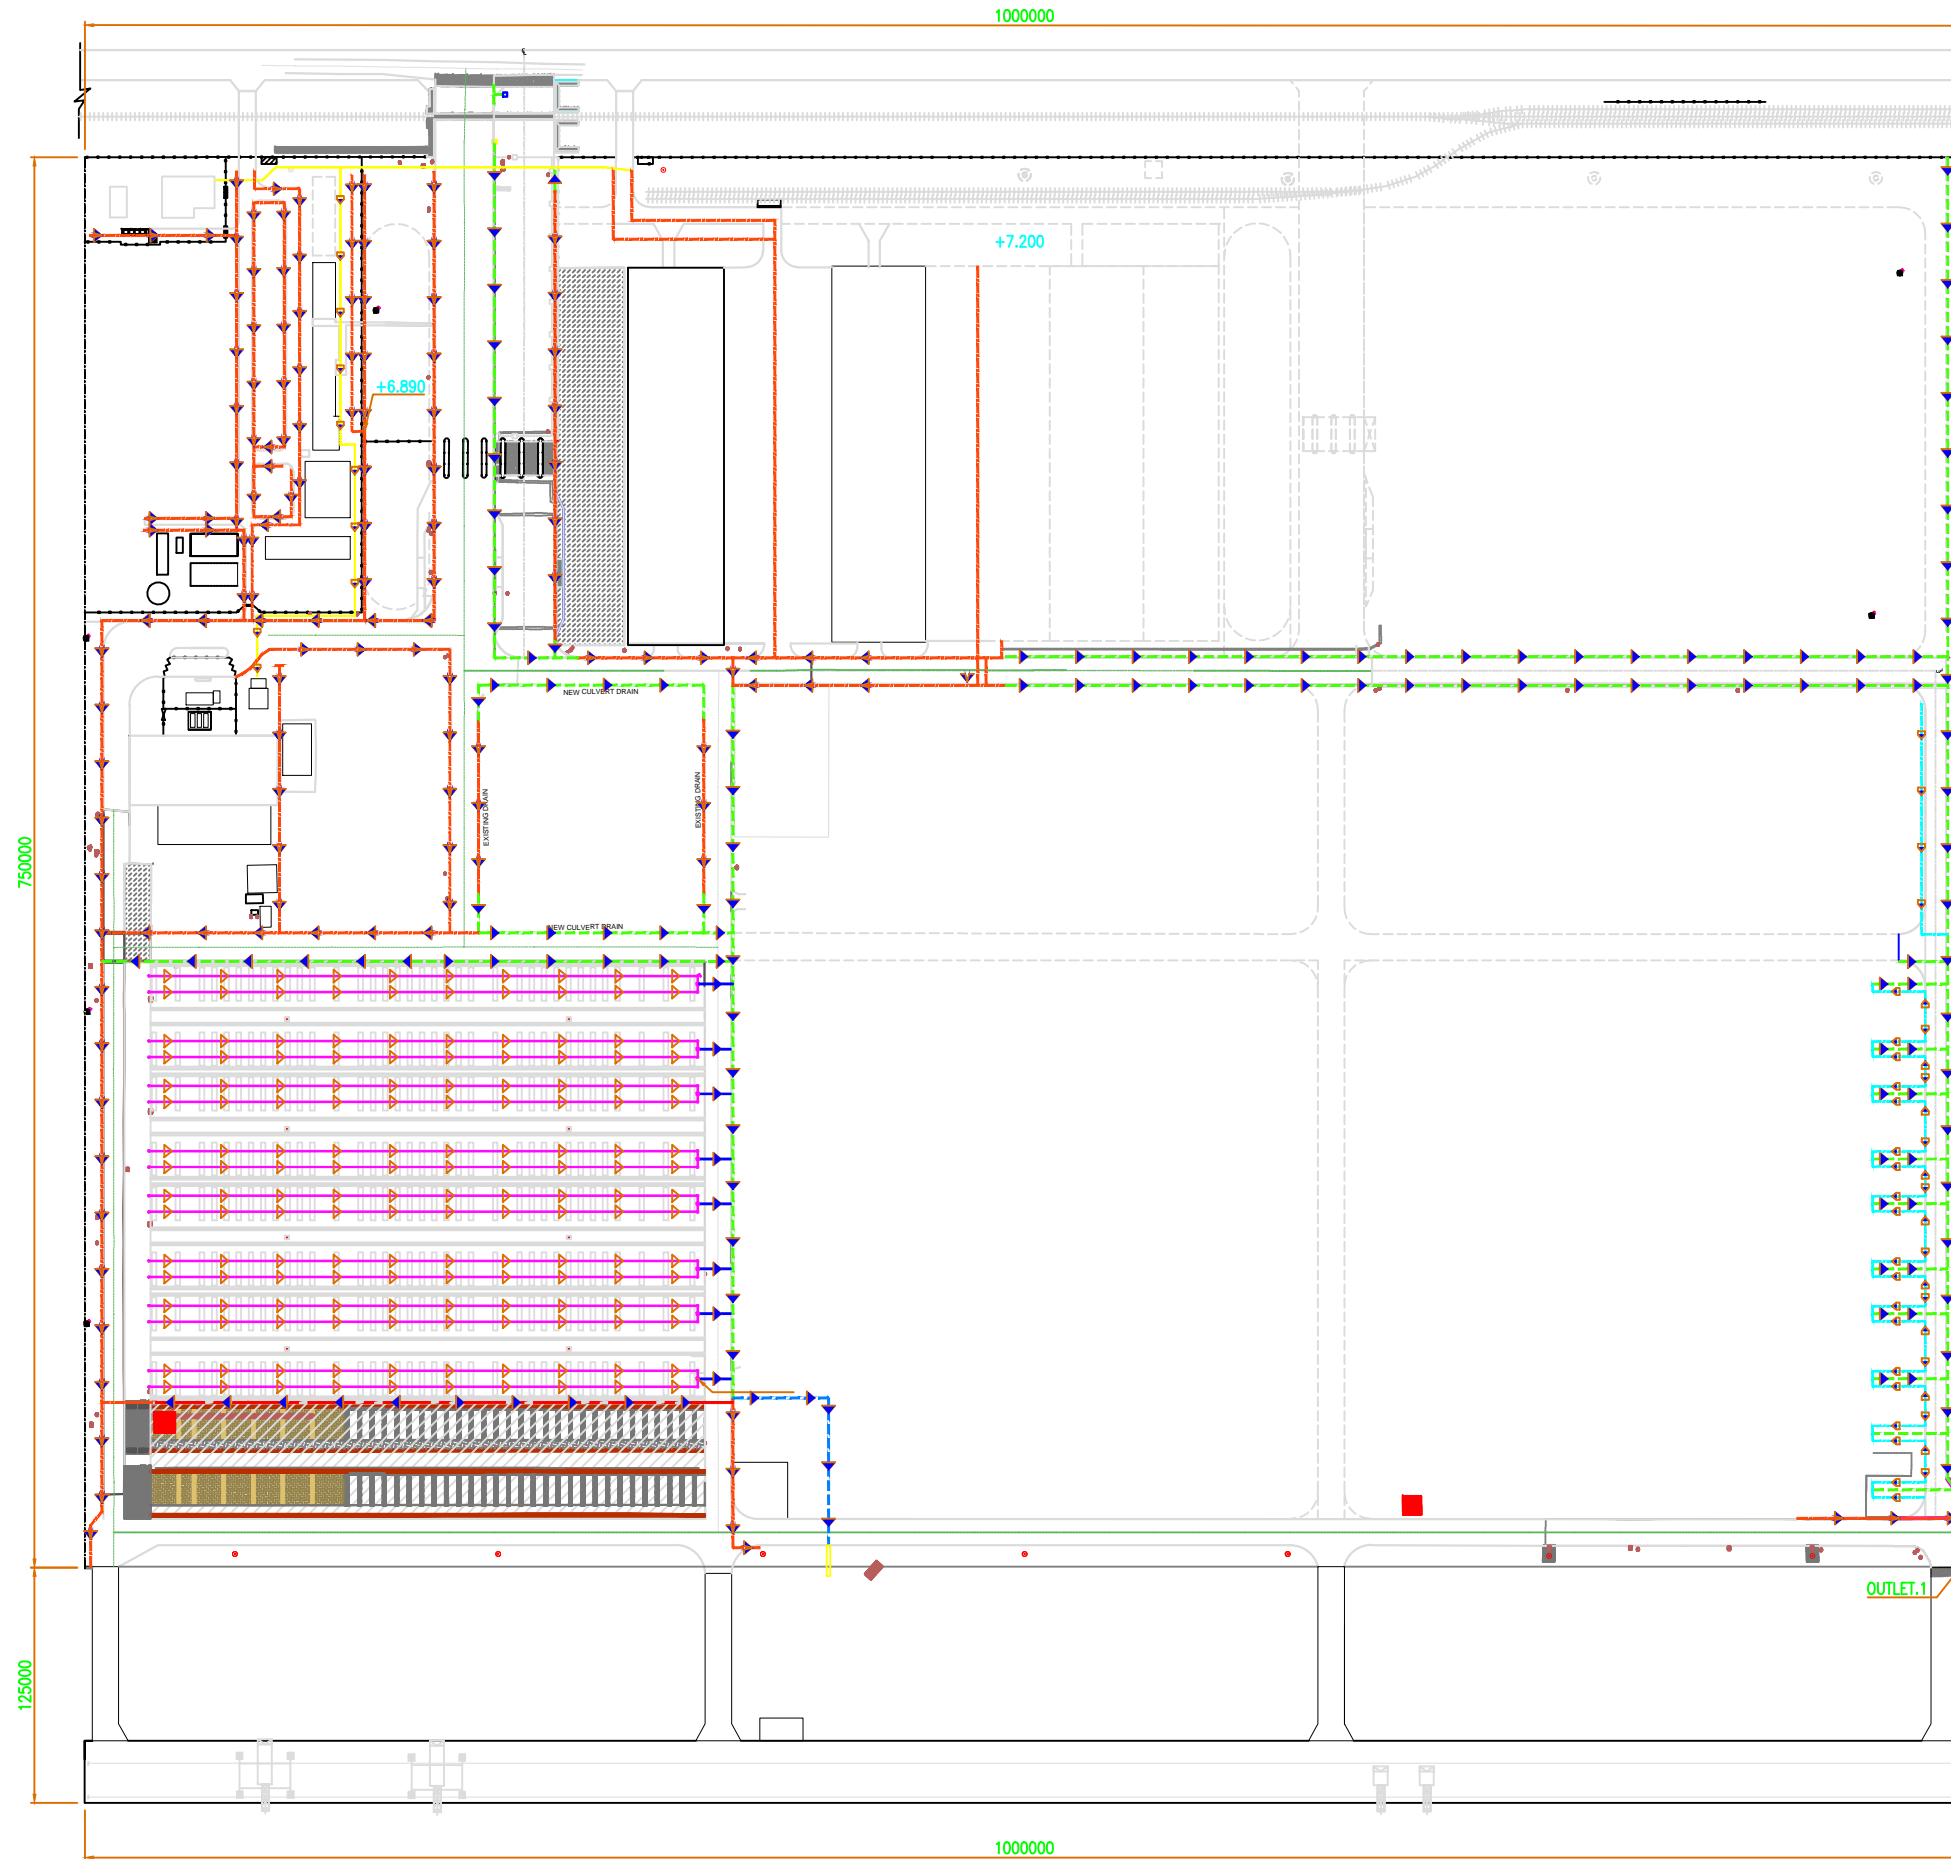 1000000
+7.200
+6.890
NEW CULVERT DRAIN
EXISTING DRAIN
EXISTING DRAIN
750000
NEW CULVERT DRAIN
OUTLET.1
125000
1000000